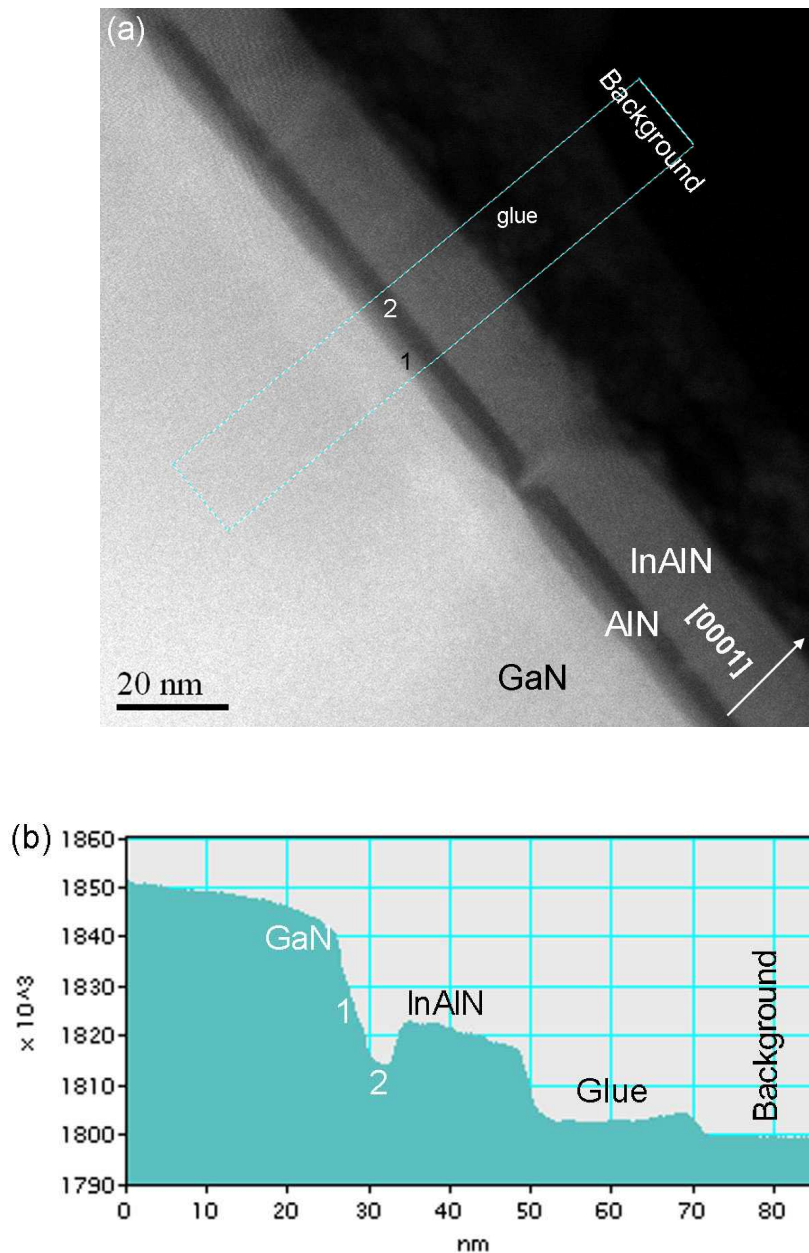 (a)
Background
glue
2
1
InAlN
AlN
[0001]
GaN
20 nm
(b)
1860
1850
1840
1830
1820
1810
1800
1790
x 10^3
GaN
1
2
InAlN
Glue
Background
0 10 20 30 40 50 60 70 80
nm